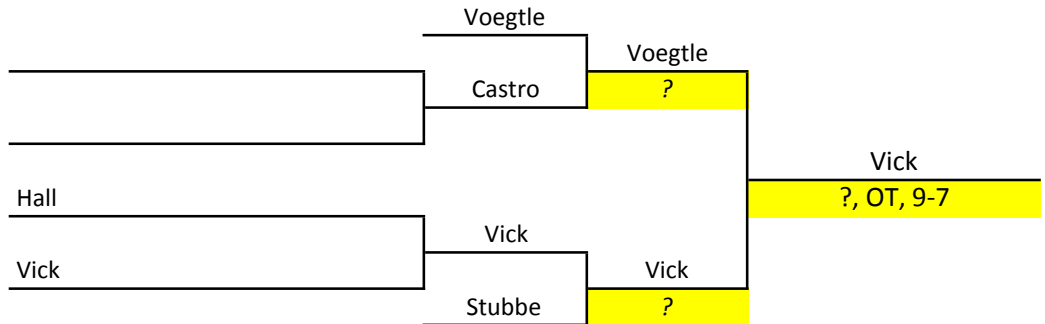 Voegtle
Voegtle
Castro
?
Vick
Hall
?, OT, 9-7
Vick
Vick
Vick
Stubbe
?